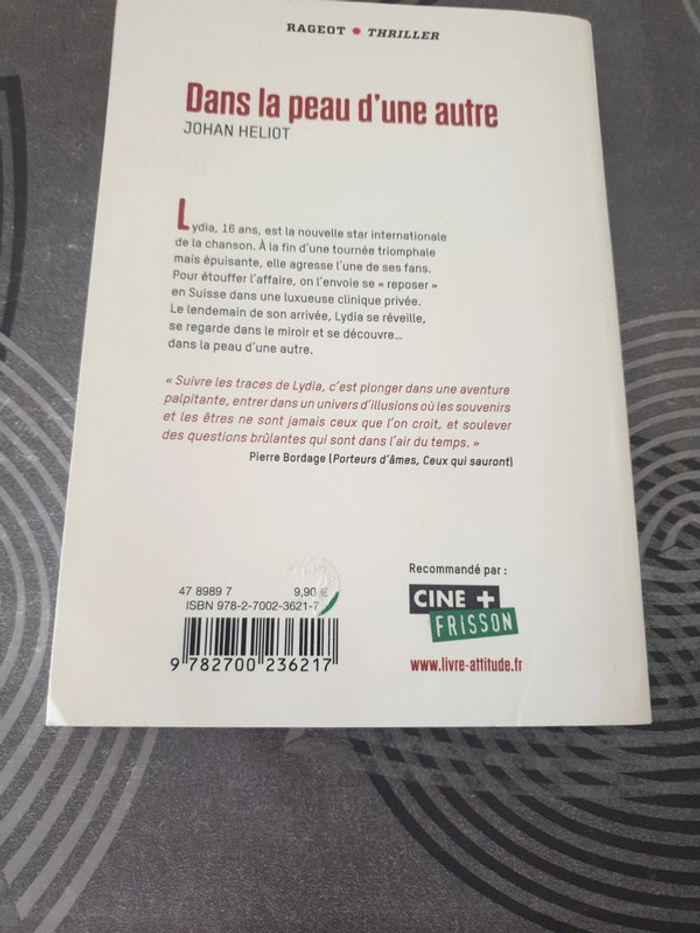 RAGEOT • THRILLER
Dans la peau d'une autre
JOHAN HELIOT
Lydia, 16 ans, est la nouvelle star internationale
de la chanson. À la fin d'une tournée triomphale
mais épuisante, elle agresse l'une de ses fans.
Pour étouffer l'affaire, on l'envoie se « reposer »
en Suisse dans une luxueuse clinique privée.
Le lendemain de son arrivée, Lydia se réveille,
se regarde dans le miroir et se découvre...
dans la peau d'une autre.
« Suivre les traces de Lydia, c'est plonger dans une aventure
palpitante, entrer dans un univers d'illusions où les souvenirs
et les êtres ne sont jamais ceux que l'on croit, et soulever
des questions brûlantes qui sont dans l'air du temps. »
Pierre Bordage (Porteurs d'âmes, Ceux qui sauront)
Recommandé par :
CINE +
FRISSON
www.livre-attitude.fr
47 8989 7 9,90 €
ISBN 978-2-7002-3621-7
9 782700 236217